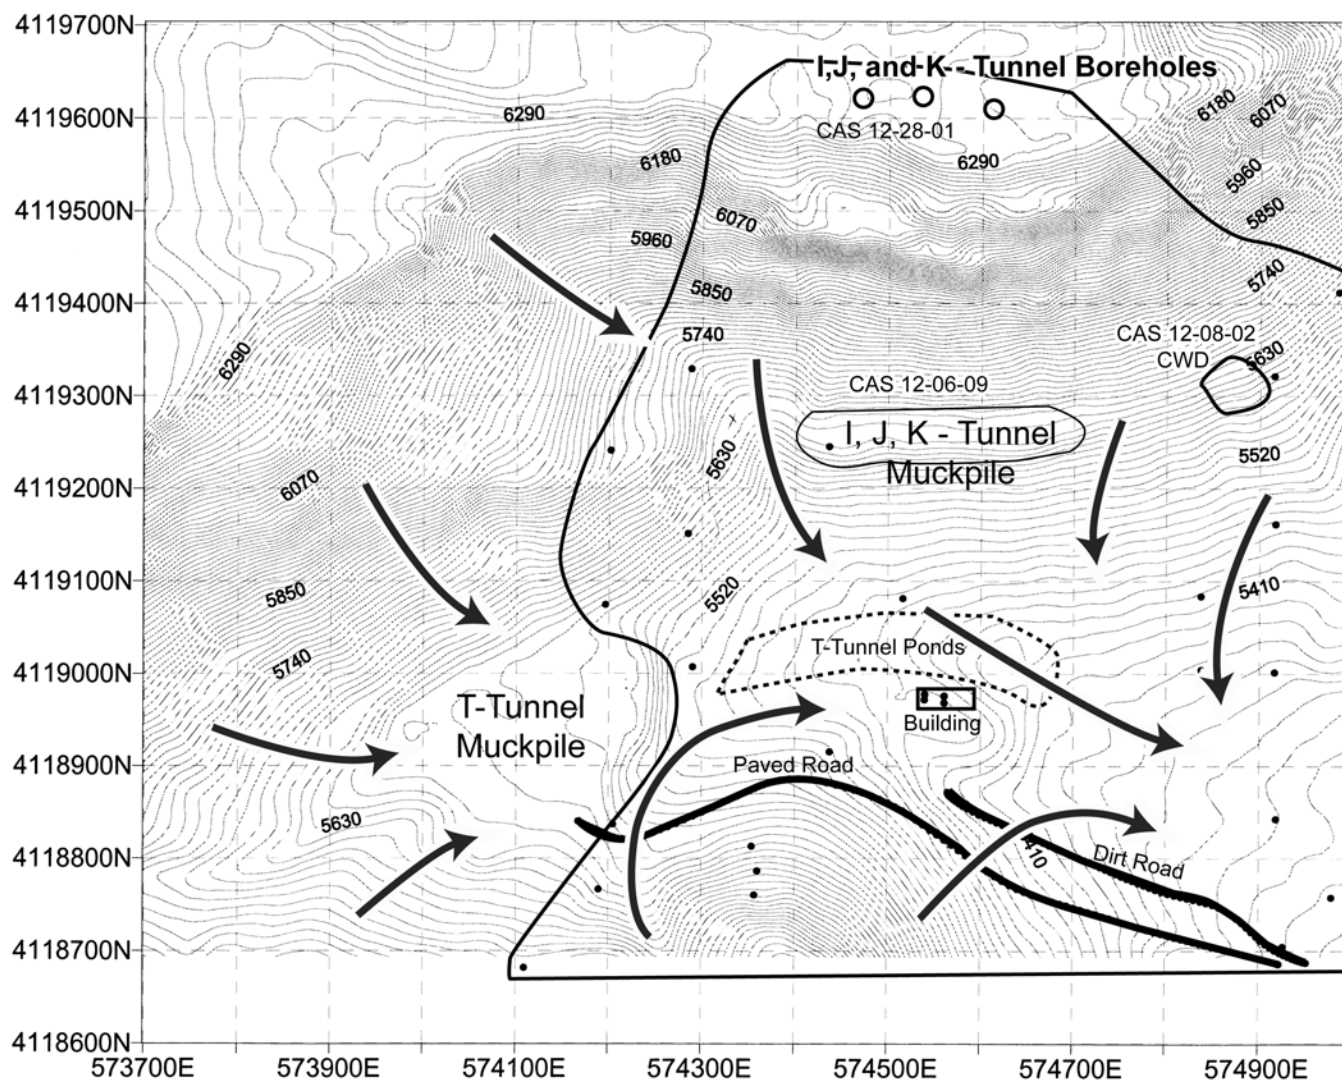 4119700N
I,J, and K - Tunnel Boreholes
6290
4119600N
CAS 12-28-01
6180
6070
6180
6290
5960
4119500N
6070
5960
5850
5850
5740
4119400N
5740
CAS 12-08-02
CWD
5630
6290
CAS 12-06-09
4119300N
I, J, K - Tunnel
Muckpile
5630
5520
6070
4119200N
4119100N
5850
5520
5410
5740
T-Tunnel Ponds
4119000N
T-Tunnel
Muckpile
Building
4118900N
Paved Road
5630
410
Dirt Road
4118800N
4118700N
4118600N
573700E
573900E
574100E
574300E
574500E
574700E
574900E